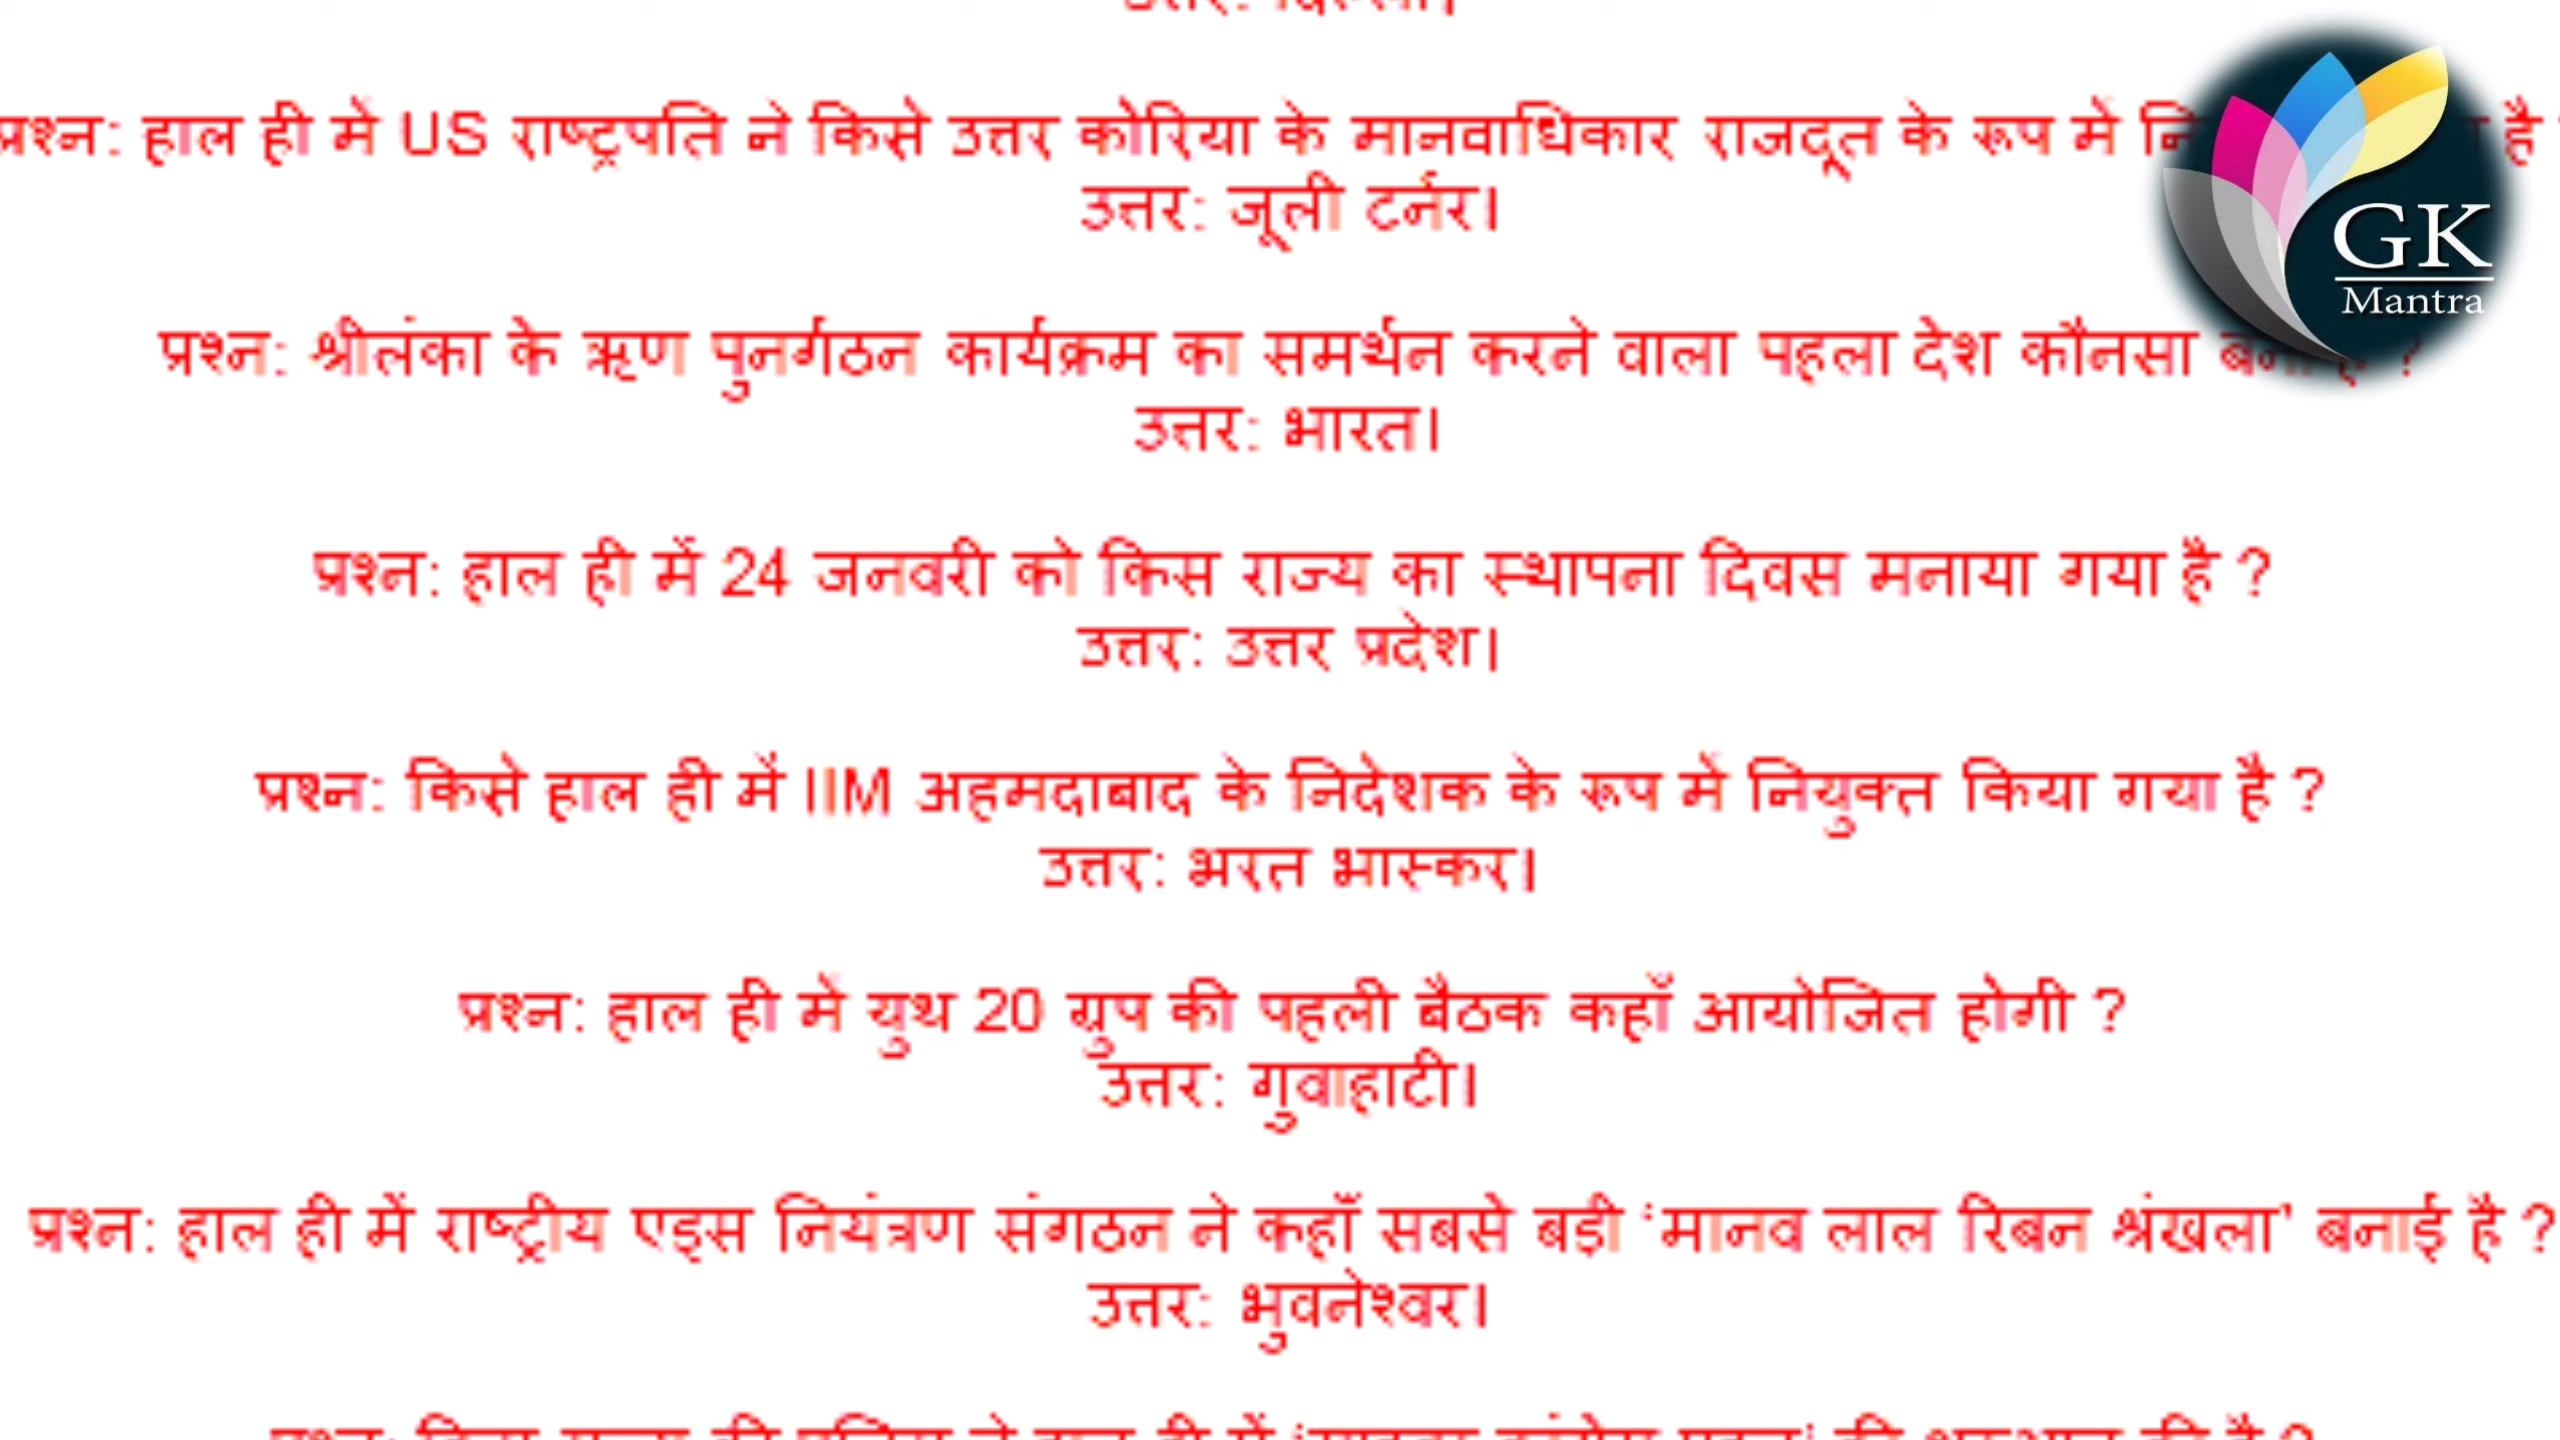 उत्तर: दिल्ली।
प्रश्न: हाल ही में US राष्ट्रपति ने किसे उत्तर कोरिया के मानवाधिकार राजदूत के रूप में है ?
उत्तर: जूली टर्नर।
GK
Mantra
प्रश्न: श्रीलंका के ऋण पुनर्गठन कार्यक्रम का समर्थन करने वाला पहला देश कौनसा बना है ?
उत्तर: भारत।
प्रश्न: हाल ही में 24 जनवरी को किस राज्य का स्थापना दिवस मनाया गया है ?
उत्तर: उत्तर प्रदेश।
प्रश्न: किसे हाल ही में IIM अहमदाबाद के निदेशक के रूप में नियुक्त किया गया है ?
उत्तर: भरत भास्कर।
प्रश्न: हाल ही में युथ 20 ग्रुप की पहली बैठक कहाँ आयोजित होगी ?
उत्तर: गुवाहाटी।
प्रश्न: हाल ही में राष्ट्रीय एड्स नियंत्रण संगठन ने कहाँ सबसे बड़ी 'मानव लाल रिबन श्रंखला' बनाई है ?
उत्तर: भुवनेश्वर।